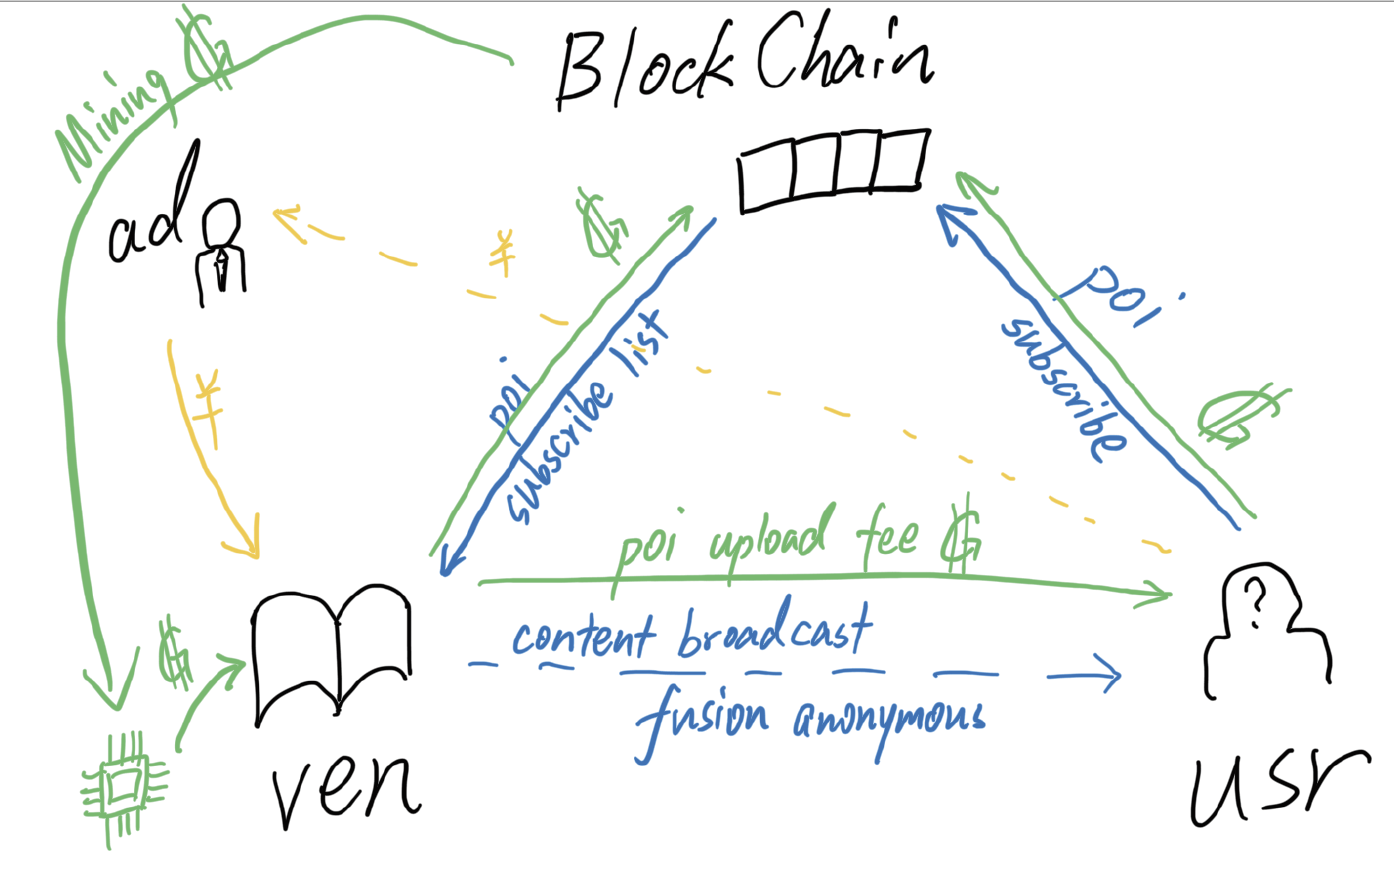 Block Chain
Mining $
ad
¥
$
¥
poi
subscribe list
poi
subscribe
$
poi upload fee $
content broadcast
fusion anonymous
$
?
ven
usr